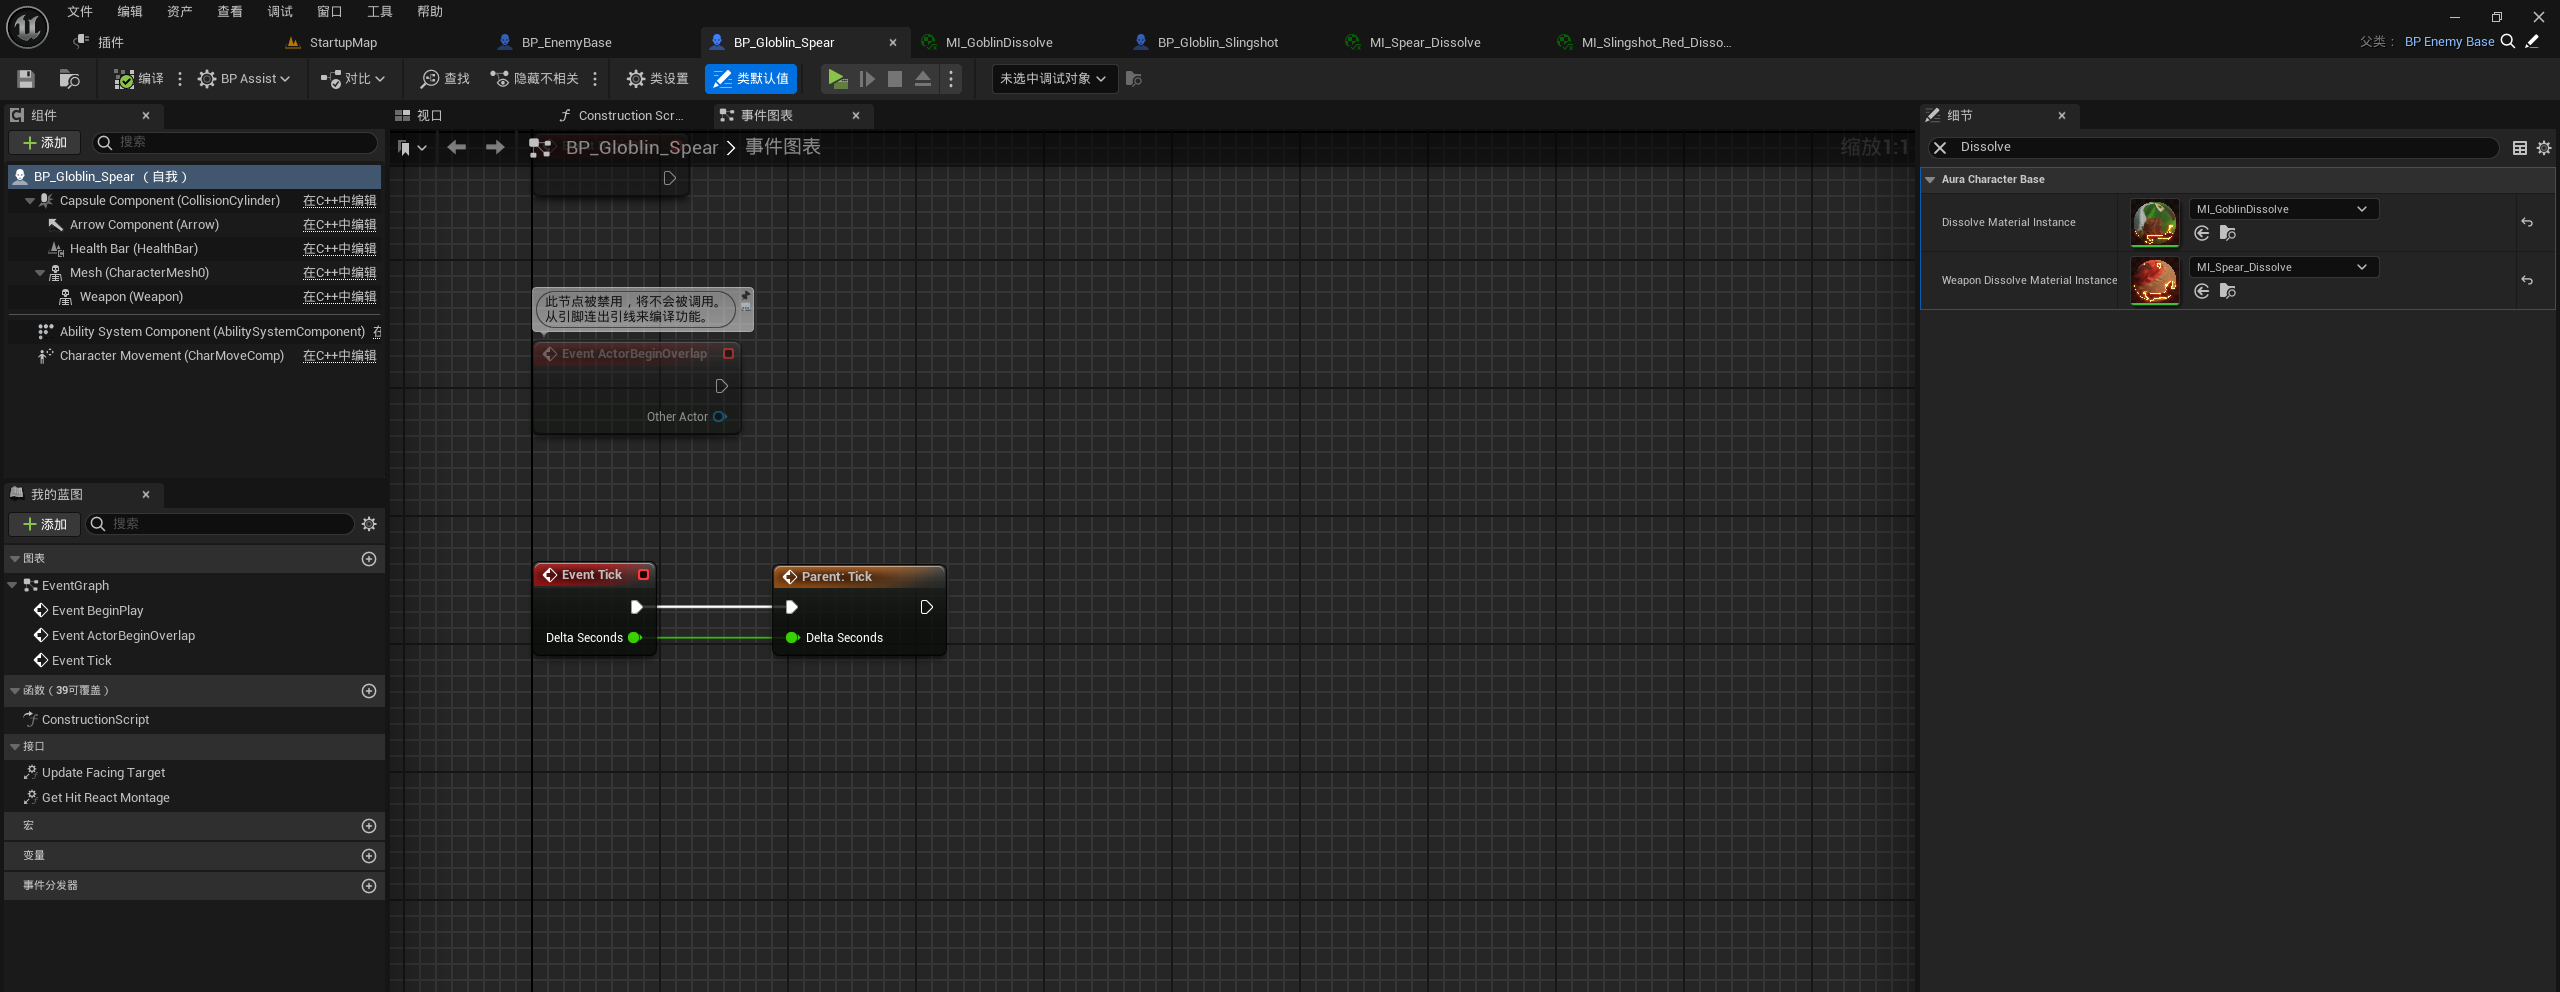 文件 编辑 资产 查看 调试 窗口 工具 帮助
插件 StartupMap BP_EnemyBase BP_Globlin_Spear MI_GoblinDissolve BP_Globlin_Slingshot MI_Spear_Dissolve MI_Slingshot_Red_Disso... 父类： BP Enemy Base
编译 BP Assist 对比 查找 隐藏不相关 类设置 类默认值 未选中调试对象
组件
添加 搜索
BP_Globlin_Spear （自我）
Capsule Component (CollisionCylinder) 在C++中编辑
Arrow Component (Arrow) 在C++中编辑
Health Bar (HealthBar) 在C++中编辑
Mesh (CharacterMesh0) 在C++中编辑
Weapon (Weapon) 在C++中编辑
Ability System Component (AbilitySystemComponent) 在
Character Movement (CharMoveComp) 在C++中编辑
我的蓝图
添加 搜索
图表
EventGraph
Event BeginPlay
Event ActorBeginOverlap
Event Tick
函数（39可覆盖）
ConstructionScript
接口
Update Facing Target
Get Hit React Montage
宏
变量
事件分发器
视口 Construction Scr... 事件图表
BP_Globlin_Spear > 事件图表 缩放1:1
此节点被禁用，将不会被调用。
从引脚连出引线来编译功能。
Event ActorBeginOverlap
Other Actor
Event Tick
Delta Seconds
Parent: Tick
Delta Seconds
细节
Dissolve
Aura Character Base
Dissolve Material Instance MI_GoblinDissolve
Weapon Dissolve Material Instance MI_Spear_Dissolve